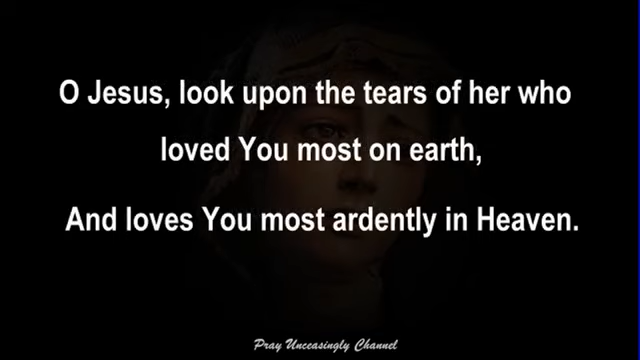 O Jesus, look upon the tears of her who
loved You most on earth,
And loves You most ardently in Heaven.
Pray Unceasingly Channel